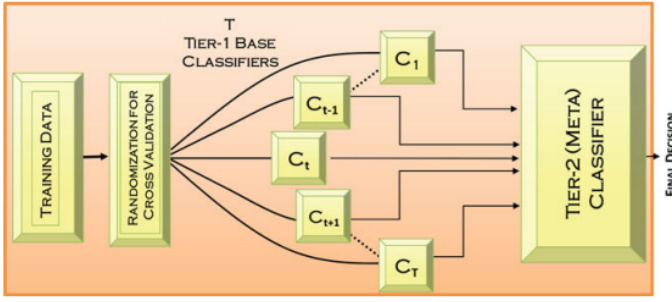 T
TIER-1 BASE
CLASSIFIERS
TRAINING DATA
RANDOMIZATION FOR
CROSS VALIDATION
C1
Ct-1
Ct
Ct+1
CT
TIER-2 (META)
CLASSIFIER
FINAL DECISON